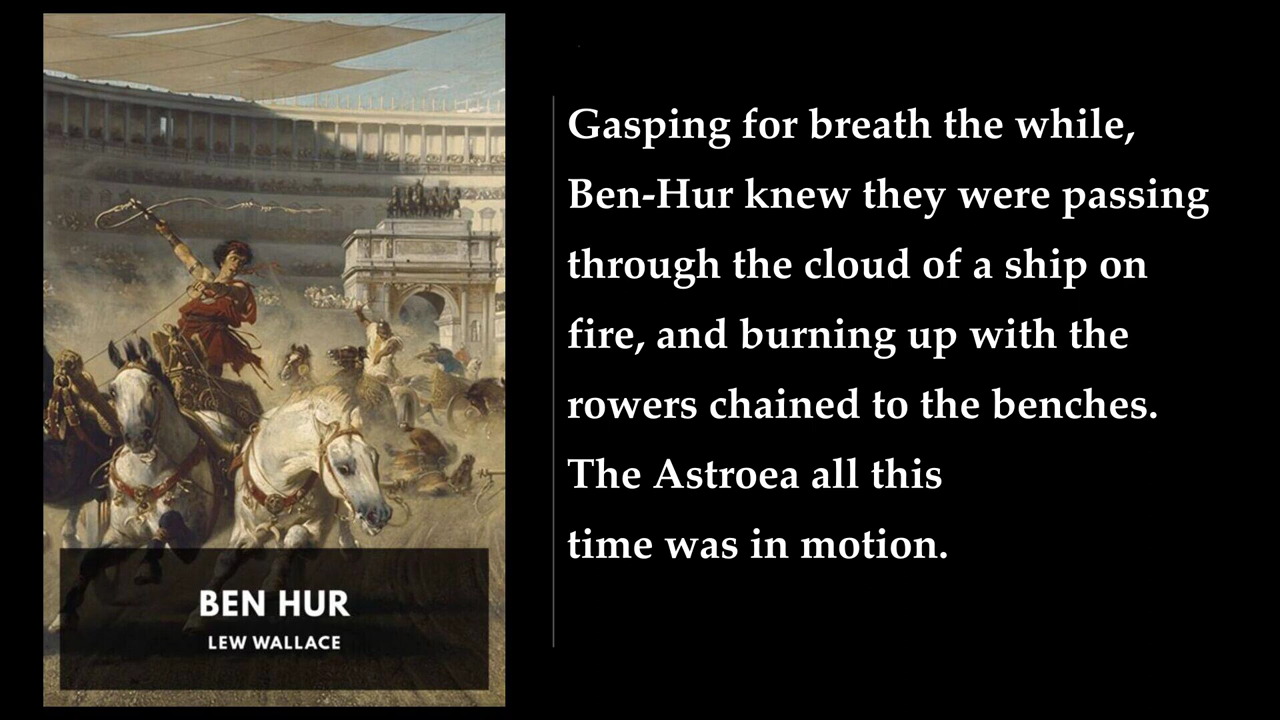 BEN HUR
LEW WALLACE
Gasping for breath the while,
Ben-Hur knew they were passing
through the cloud of a ship on
fire, and burning up with the
rowers chained to the benches.
The Astroea all this
time was in motion.